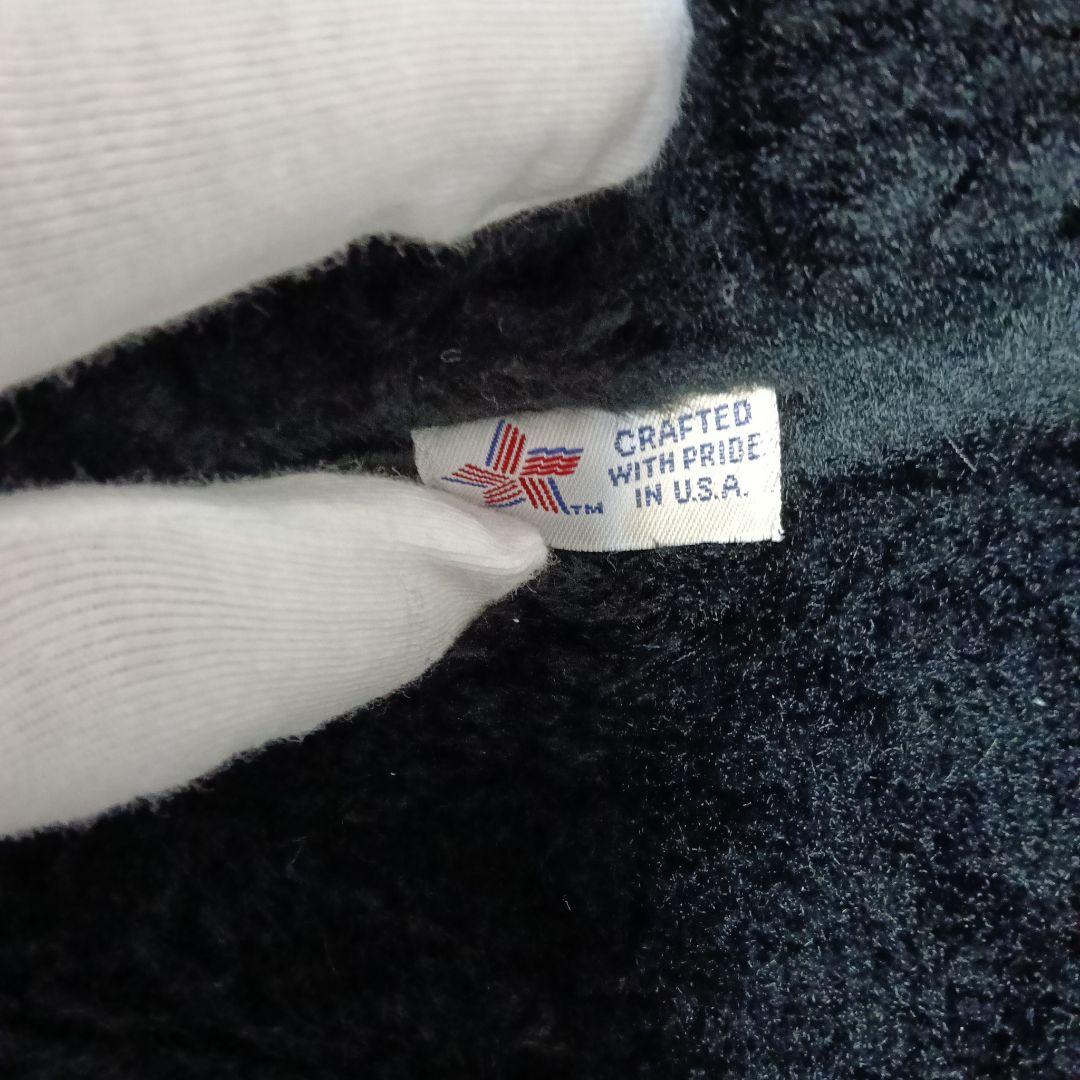 CRAFTED
WITH PRIDE
IN U.S.A.
TM